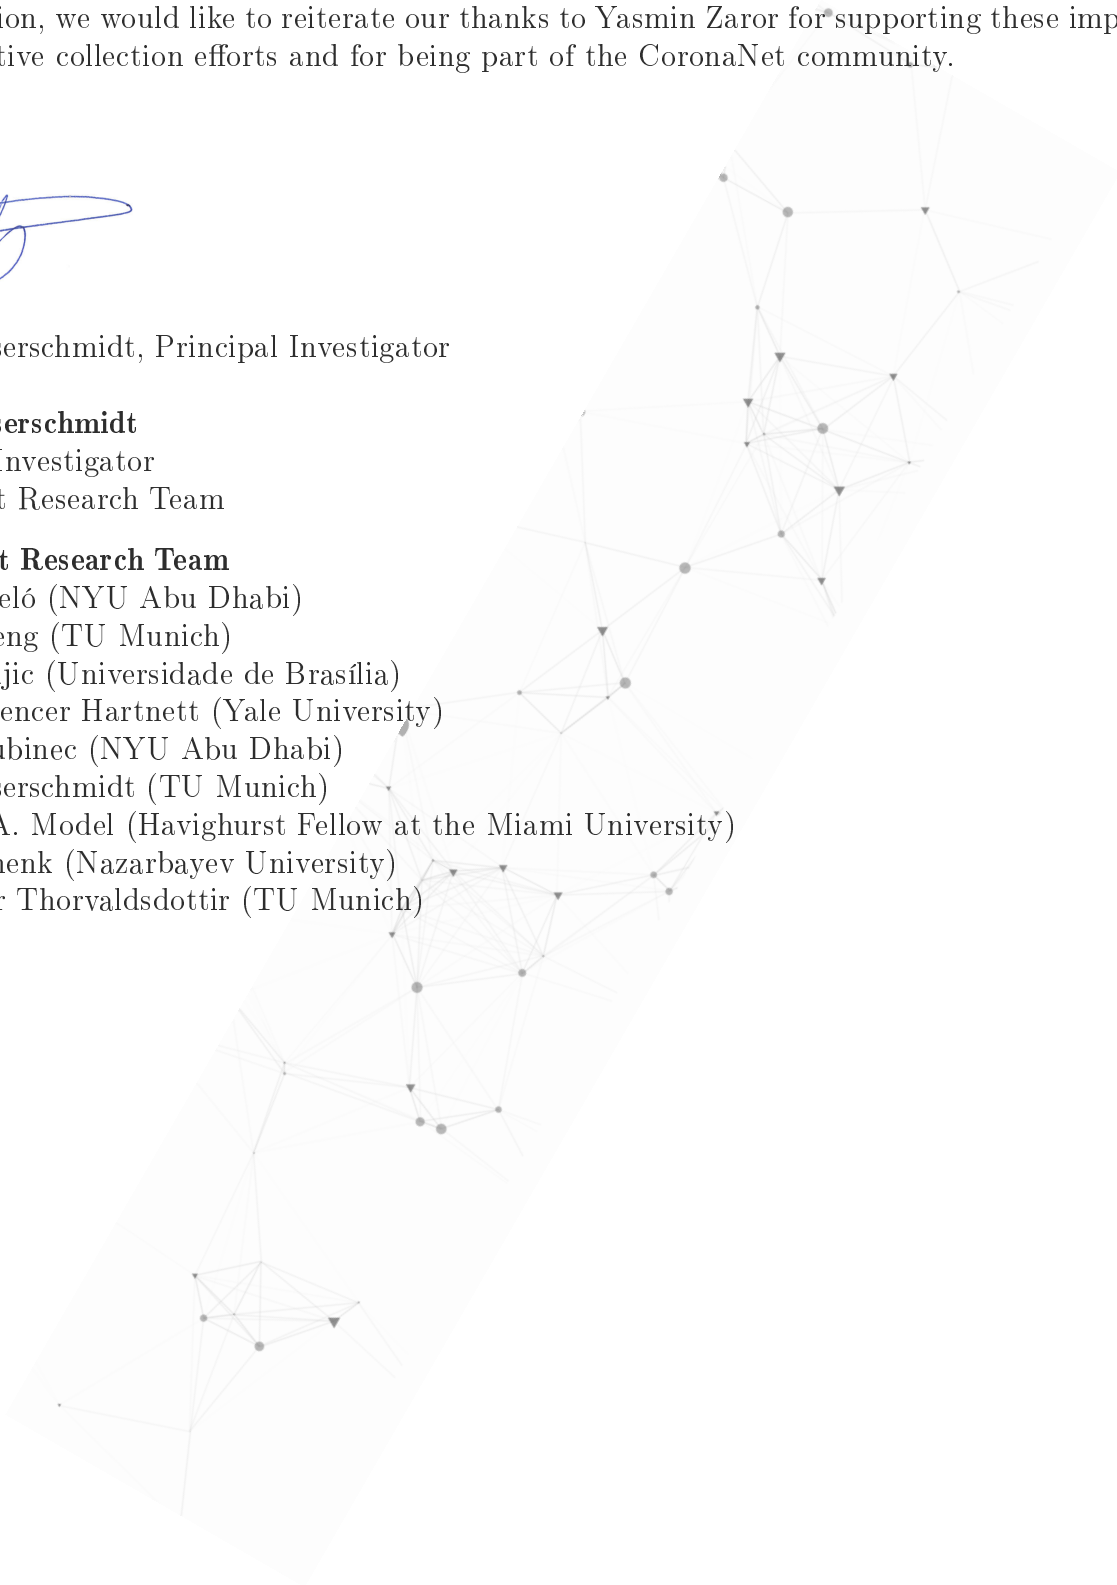 ion, we would like to reiterate our thanks to Yasmin Zaror for supporting these imp
tive collection efforts and for being part of the CoronaNet community.
serschmidt, Principal Investigator
serschmidt
Investigator
t Research Team
t Research Team
eló (NYU Abu Dhabi)
eng (TU Munich)
jic (Universidade de Brasília)
encer Hartnett (Yale University)
ubinec (NYU Abu Dhabi)
serschmidt (TU Munich)
A. Model (Havighurst Fellow at the Miami University)
henk (Nazarbayev University)
r Thorvaldsdottir (TU Munich)